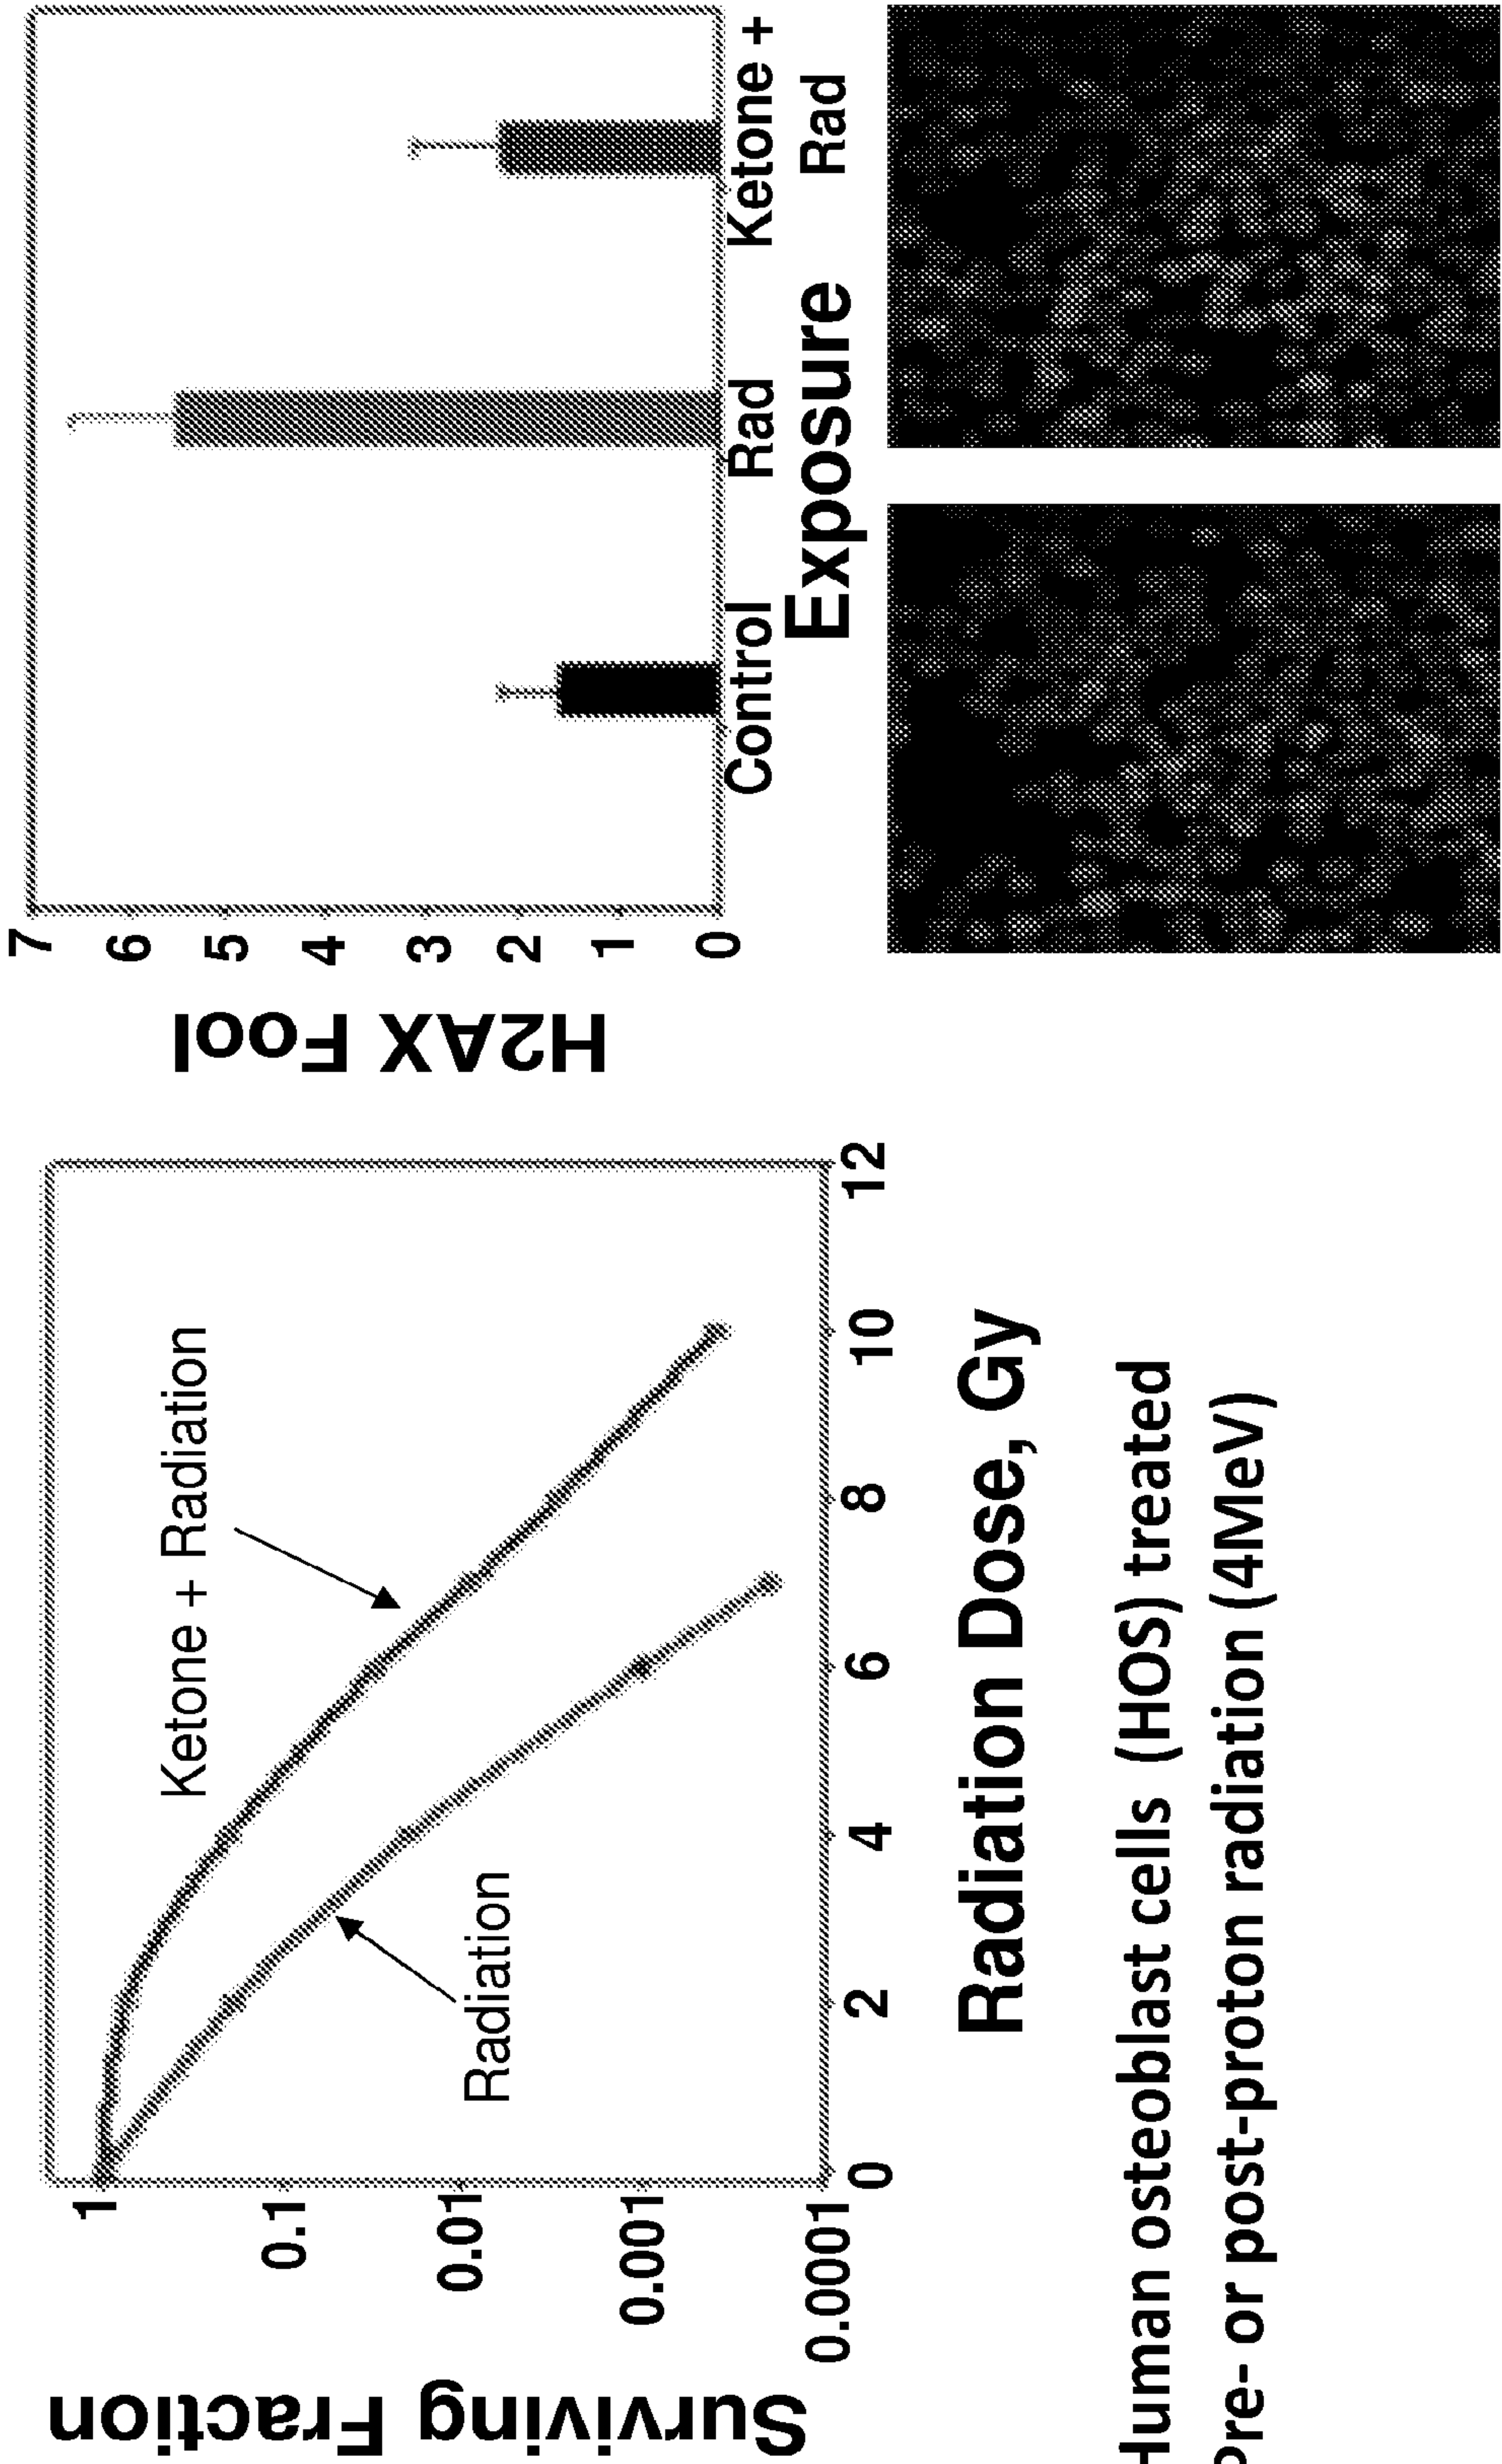 Surviving Fraction
1
0.1
0.01
0.001
0.0001
0
2
4
6
8
10
12
Ketone + Radiation
Radiation
Radiation Dose, Gy
Human osteoblast cells (HOS) treated
Pre- or post-proton radiation (4MeV)
H2AX Fool
7
6
5
4
3
2
1
0
Control
Rad
Ketone +
Rad
Exposure